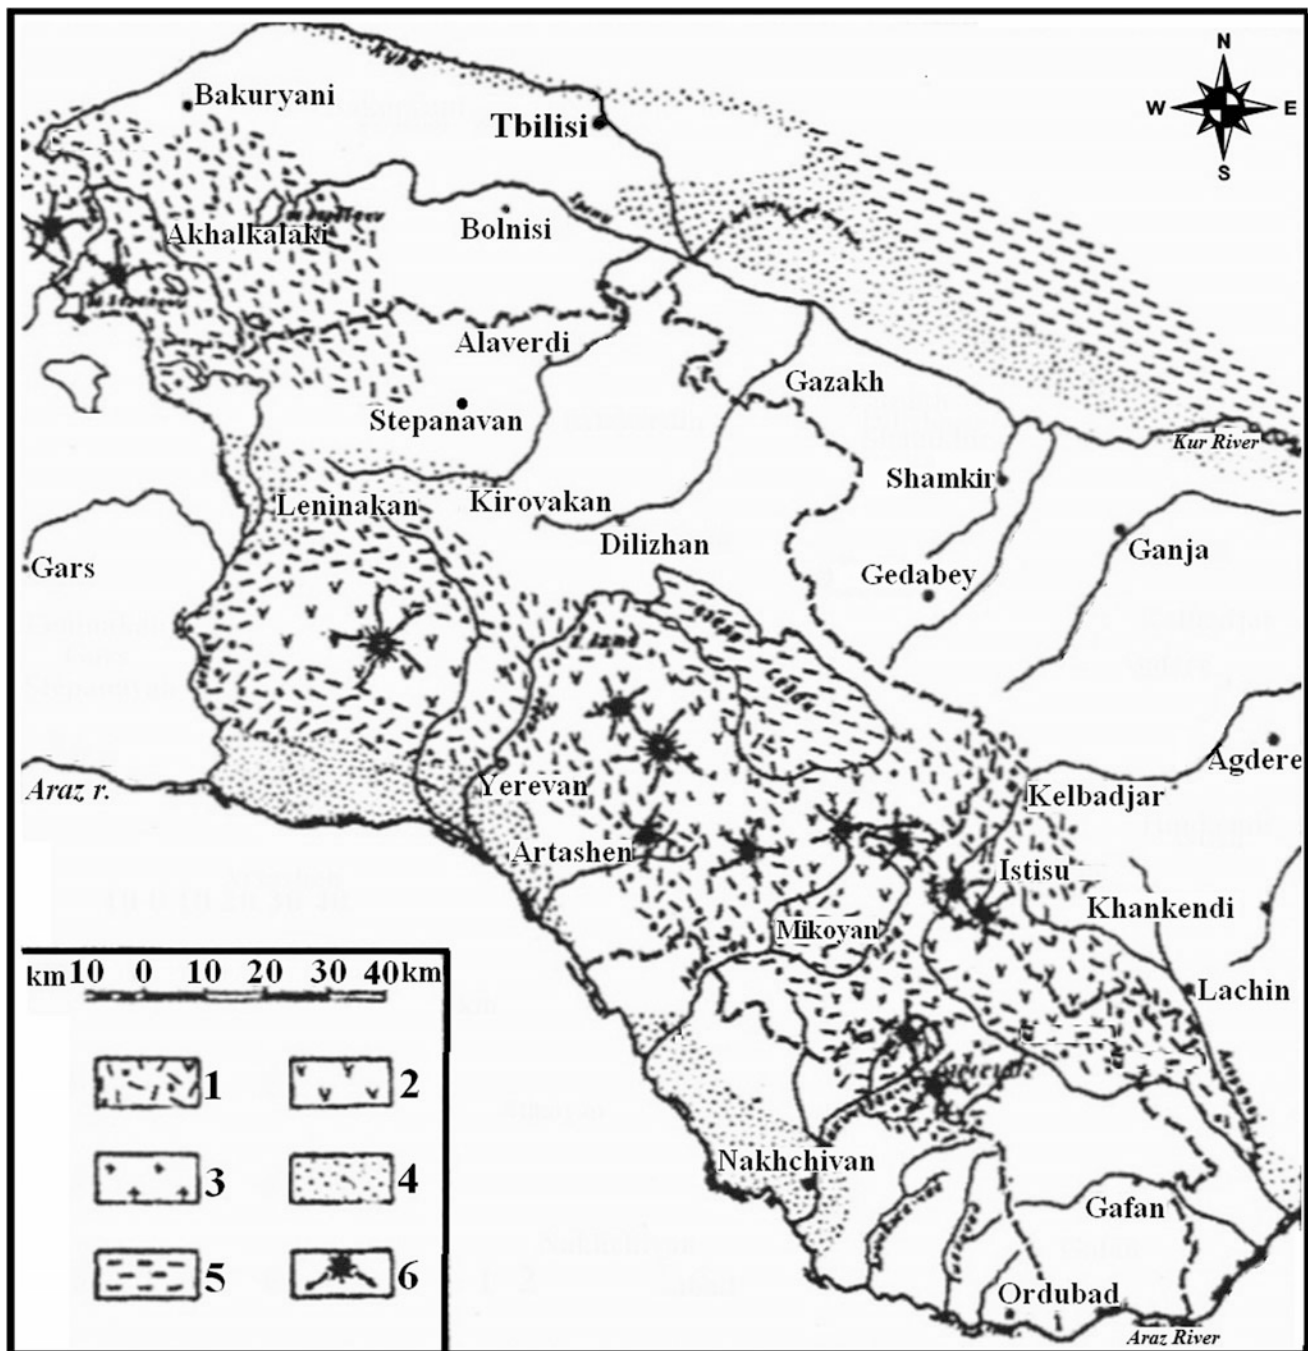 N
W E
S
Bakuryani
Tbilisi
Akhalkalaki
Bolnisi
Alaverdi
Gazakh
Stepanavan
Kur River
Shamkir
Leninakan
Kirovakan
Ganja
Dilizhan
Gars
Gedabey
Agdere
Araz r.
Yerevan
Kelbadjar
Artashen
Istisu
Khankendi
Mikoyan
Lachin
km 10 0 10 20 30 40 km
1
2
3
4
5
6
Nakhchivan
Gafan
Ordubad
Araz River